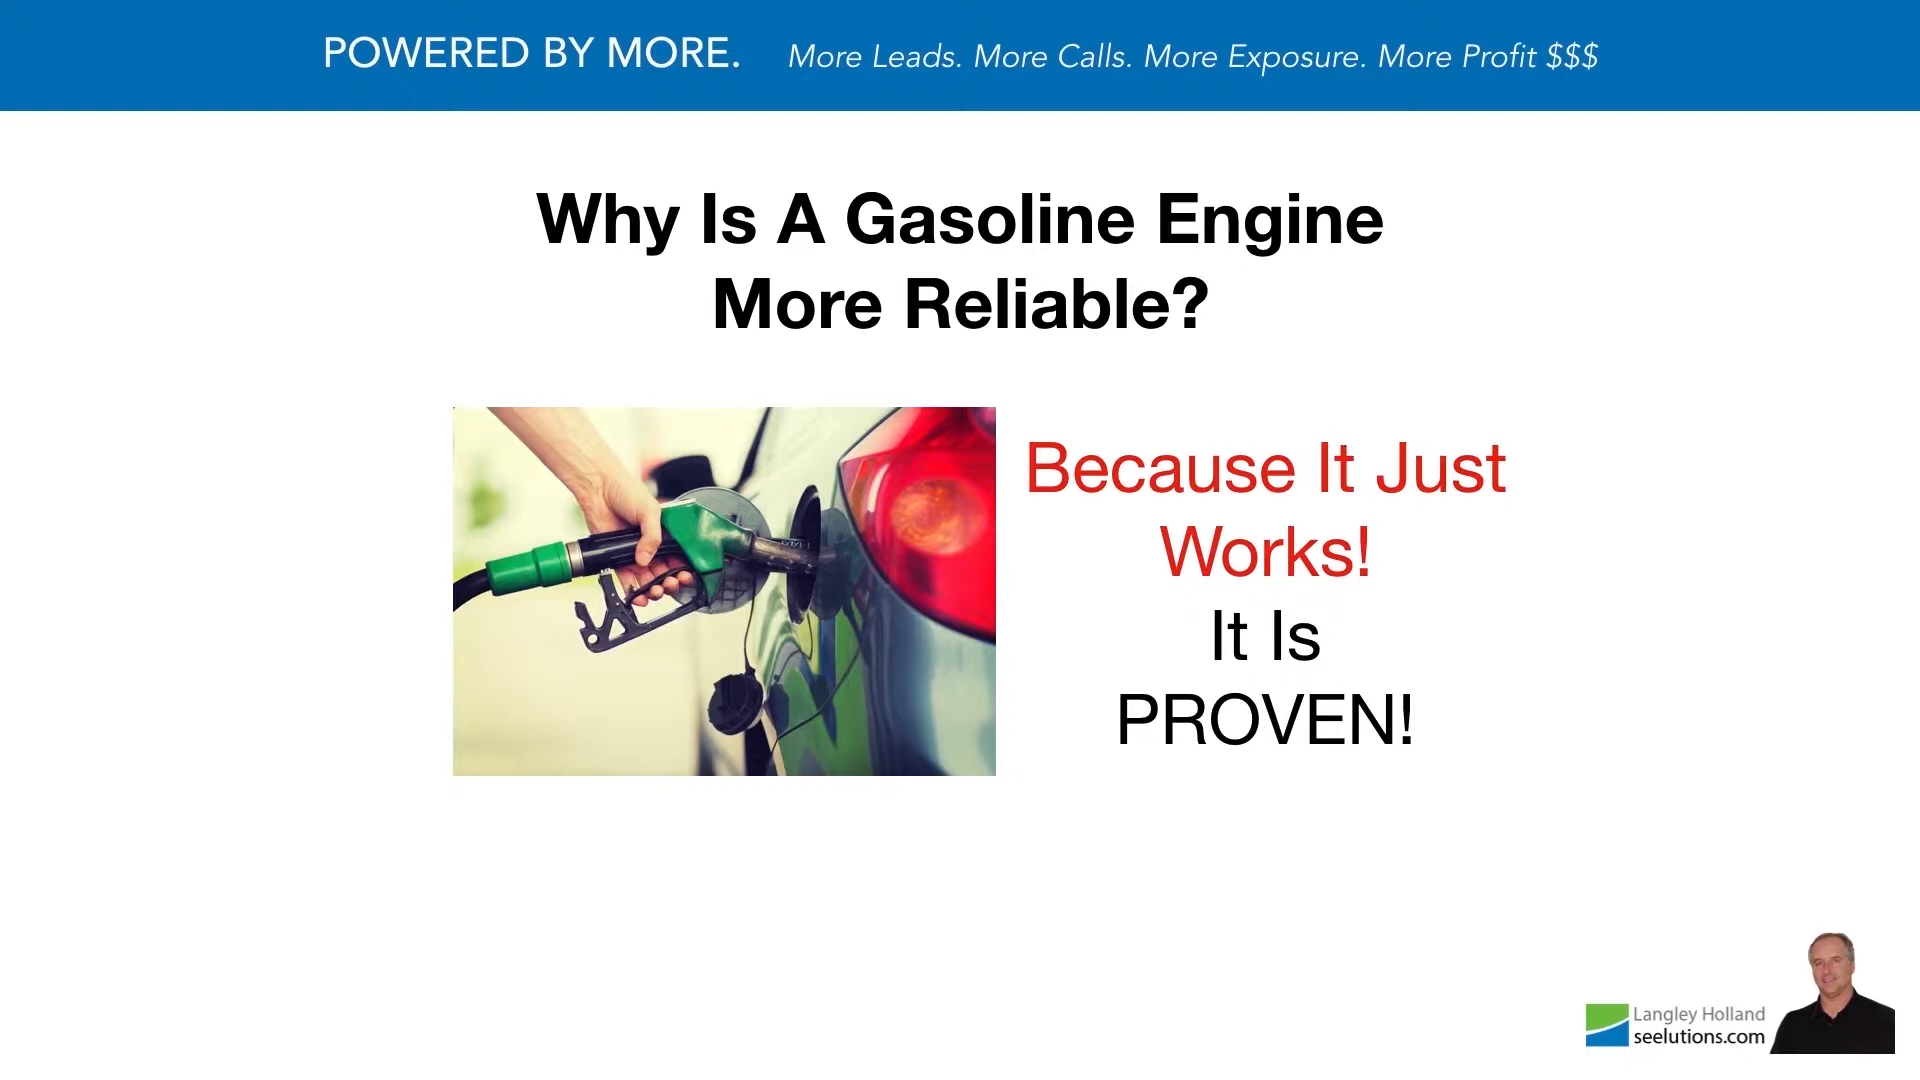 POWERED BY MORE. More Leads. More Calls. More Exposure. More Profit $$$
Why Is A Gasoline Engine
More Reliable?
Because It Just
Works!
It Is
PROVEN!
Langley Holland
seelutions.com